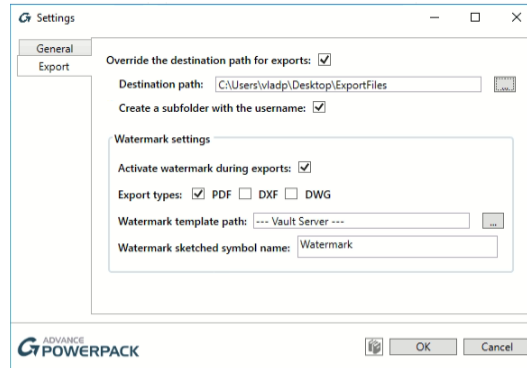 Settings
General
Export
Override the destination path for exports:
Destination path: C:\Users\vladp\Desktop\ExportFiles ...
Create a subfolder with the username:
Watermark settings
Activate watermark during exports:
Export types: PDF DXF DWG
Watermark template path: --- Vault Server --- ...
Watermark sketched symbol name: Watermark
ADVANCE
POWERPACK
OK Cancel